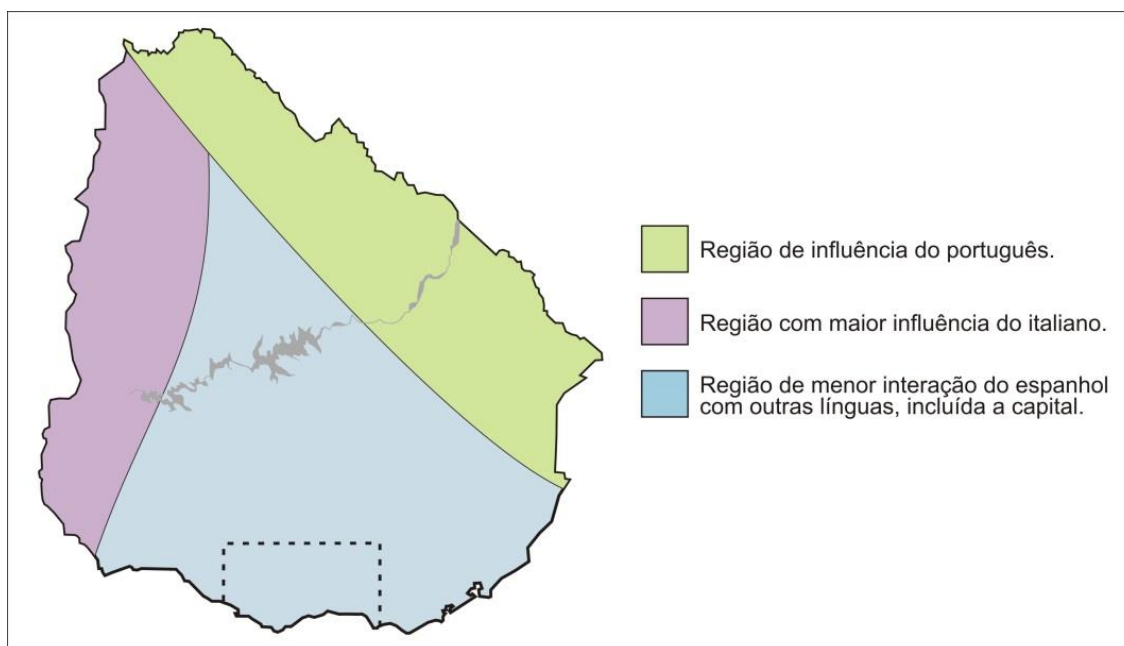 Região de influência do português.
Região com maior influência do italiano.
Região de menor interação do espanhol
com outras línguas, incluída a capital.